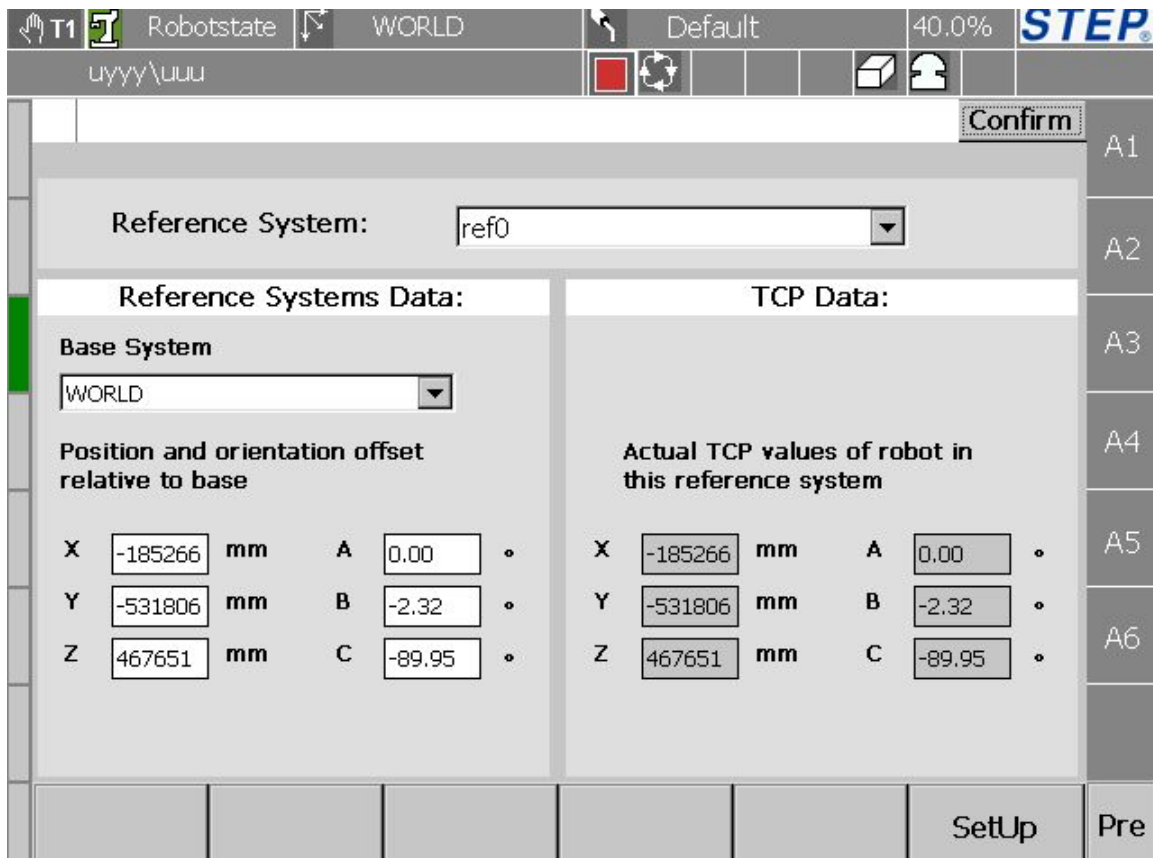 T1 Robotstate WORLD Default 40.0% STEP®
uyyy\uuu
Confirm
A1
Reference System: ref0
A2
Reference Systems Data: TCP Data:
Base System
A3
WORLD
Position and orientation offset
relative to base
Actual TCP values of robot in
this reference system
A4
X -185266 mm A 0.00 ° X -185266 mm A 0.00 °
A5
Y -531806 mm B -2.32 ° Y -531806 mm B -2.32 °
Z 467651 mm C -89.95 ° Z 467651 mm C -89.95 °
A6
SetUp Pre